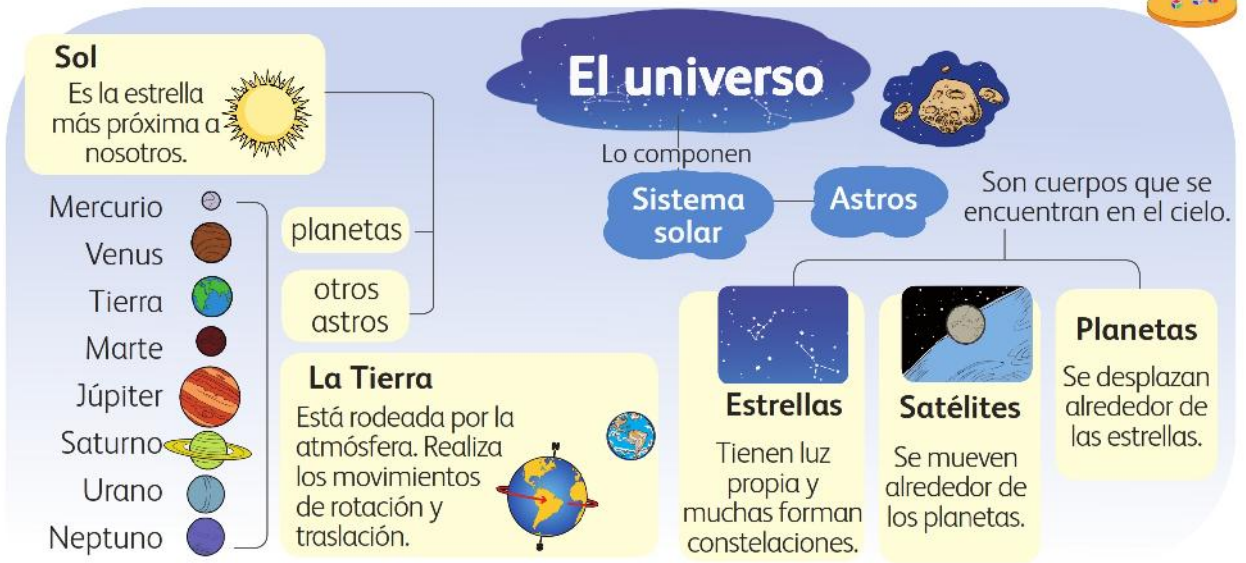 El universo
Lo componen
Sistema
solar
Astros
Son cuerpos que se
encuentran en el cielo.
Sol
Es la estrella
más próxima a
nosotros.
planetas
otros
astros
Mercurio
Venus
Tierra
Marte
Júpiter
Saturno
Urano
Neptuno
La Tierra
Está rodeada por la
atmósfera. Realiza
los movimientos
de rotación y
traslación.
N
S
Estrellas
Tienen luz
propia y
muchas forman
constelaciones.
Satélites
Se mueven
alrededor de
los planetas.
Planetas
Se desplazan
alrededor de
las estrellas.